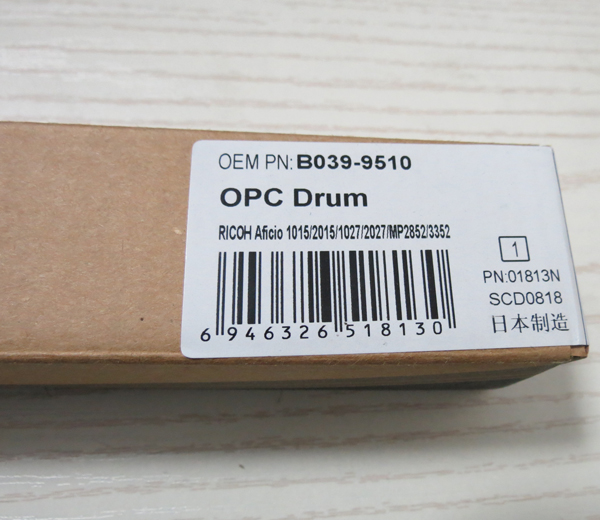 OEM PN: B039-9510
OPC Drum
RICOH Aficio 1015/2015/1027/2027/MP2852/3352
6 946326 518130
1
PN:01813N
SCD0818
日本制造